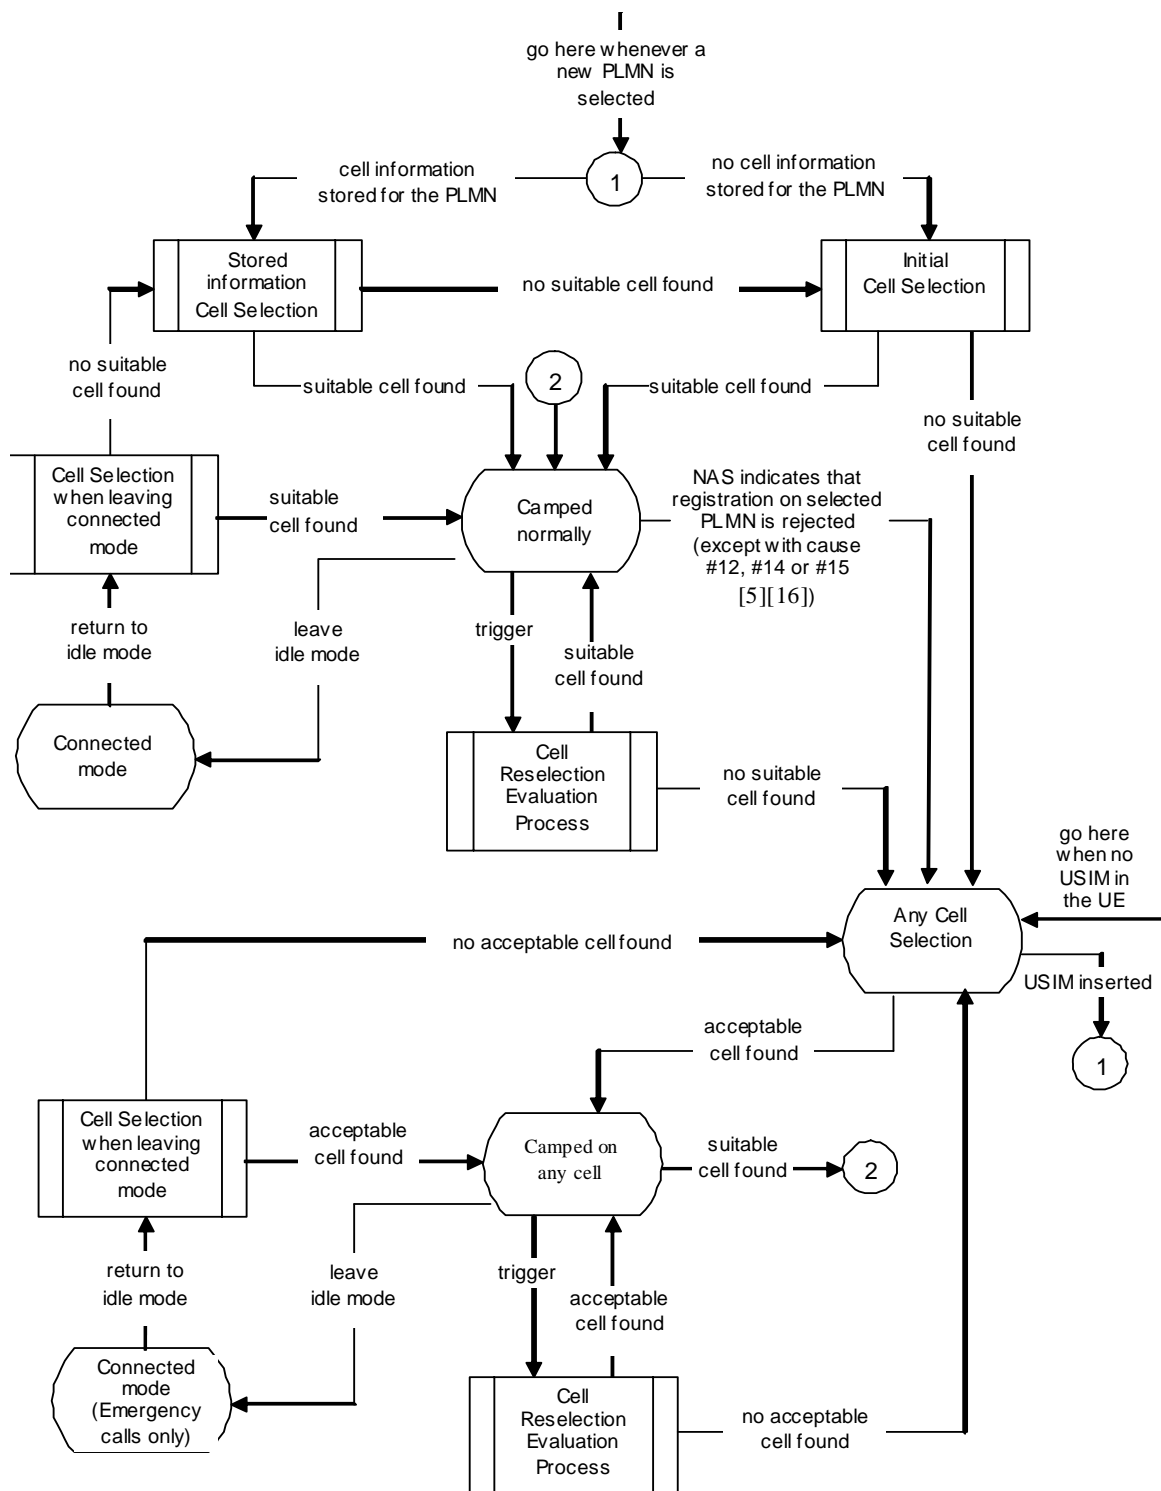 go here whenever a
new PLMN is
selected
1
cell information
stored for the PLMN
no cell information
stored for the PLMN
Stored
information
Cell Selection
no suitable cell found
Initial
Cell Selection
no suitable
cell found
suitable cell found
2
suitable cell found
no suitable
cell found
Cell Selection
when leaving
connected
mode
suitable
cell found
Camped
normally
NAS indicates that
registration on selected
PLMN is rejected
(except with cause
#12, #14 or #15
[5][16])
return to
idle mode
leave
idle mode
trigger
suitable
cell found
Connected
mode
Cell
Reselection
Evaluation
Process
no suitable
cell found
go here
when no
USIM in
the UE
Any Cell
Selection
no acceptable cell found
USIM inserted
1
acceptable
cell found
Cell Selection
when leaving
connected
mode
acceptable
cell found
Camped on
any cell
suitable
cell found
2
return to
idle mode
leave
idle mode
trigger
acceptable
cell found
Connected
mode
(Emergency
calls only)
Cell
Reselection
Evaluation
Process
no acceptable
cell found